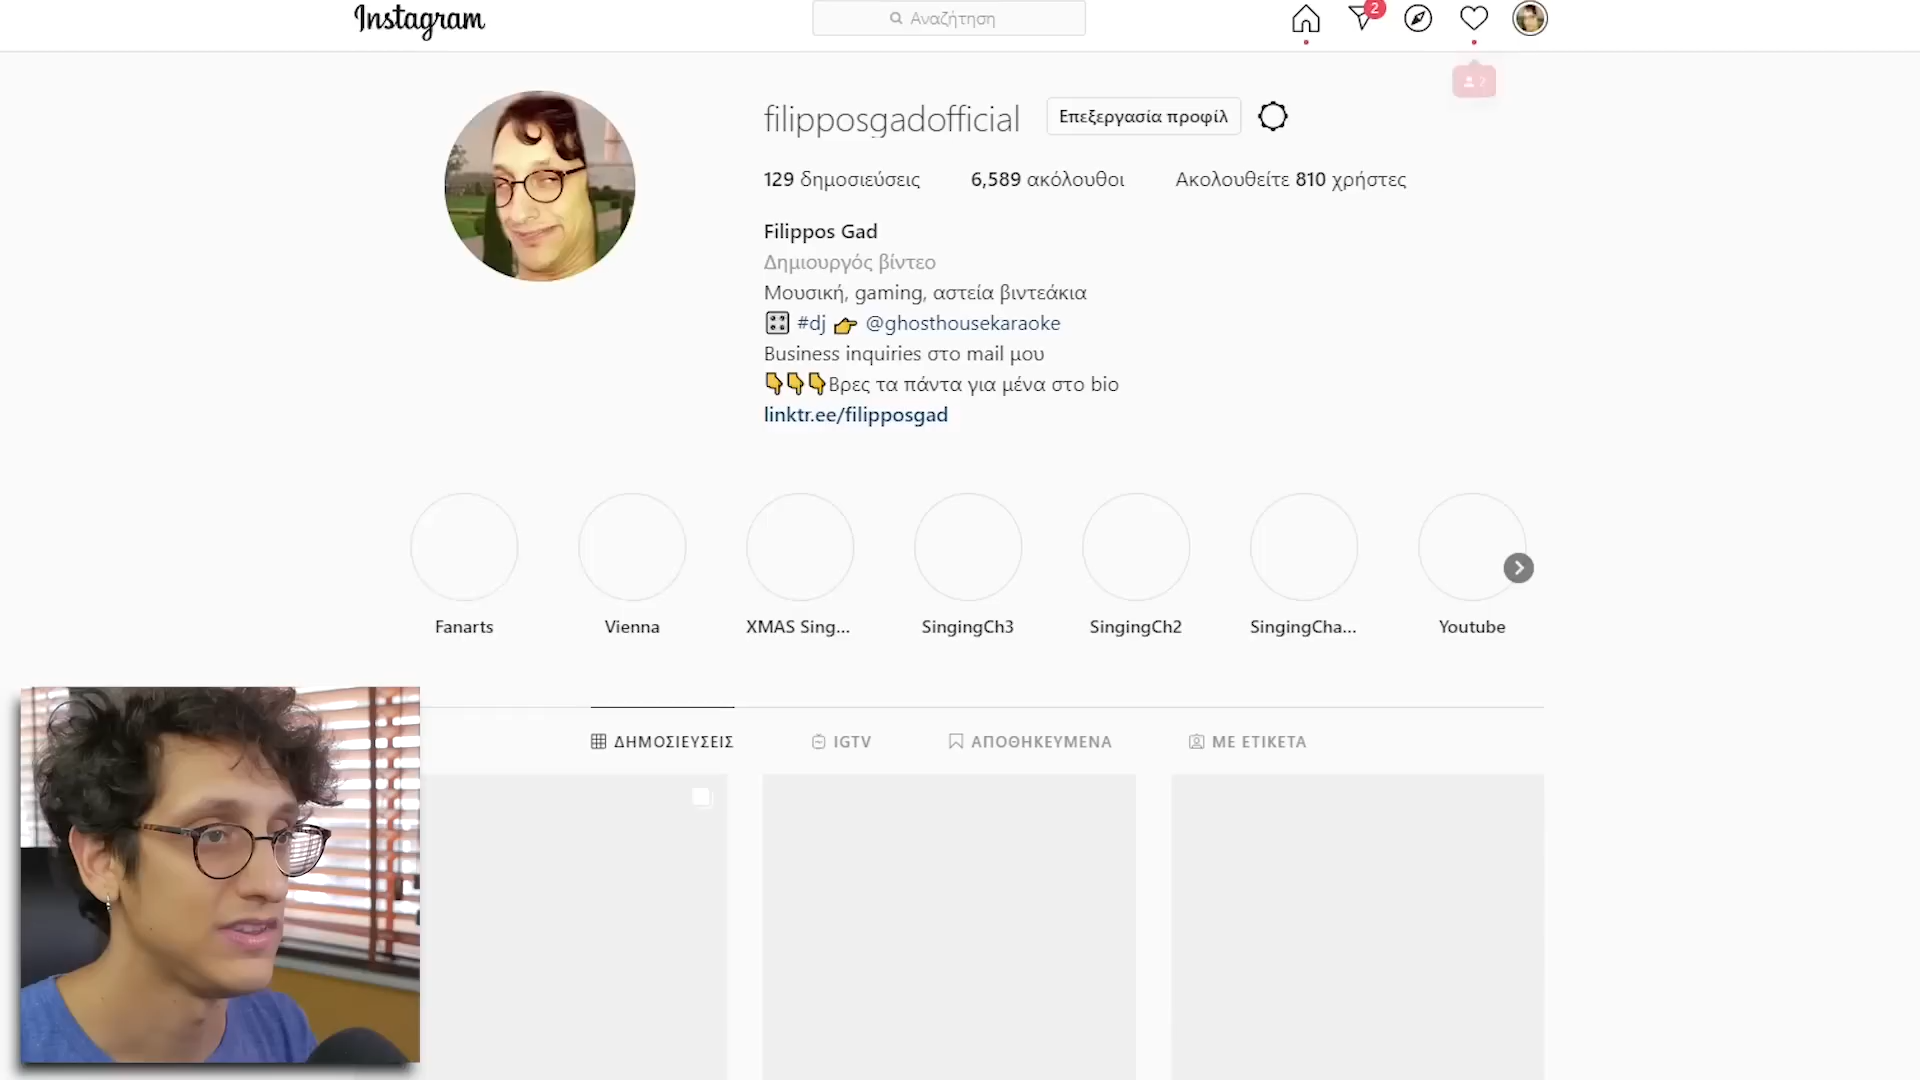 Instagram
Αναζήτηση
2
2
filipposgadofficial
Επεξεργασία προφίλ
129 δημοσιεύσεις
6,589 ακόλουθοι
Ακολουθείτε 810 χρήστες
Filippos Gad
Δημιουργός βίντεο
Μουσική, gaming, αστεία βιντεάκια
#dj 👉 @ghosthousekaraoke
Business inquiries στο mail μου
👇👇👇Βρες τα πάντα για μένα στο bio
linktr.ee/filipposgad
Fanarts
Vienna
XMAS Sing...
SingingCh3
SingingCh2
SingingCha...
Youtube
ΔΗΜΟΣΙΕΥΣΕΙΣ
IGTV
ΑΠΟΘΗΚΕΥΜΕΝΑ
ΜΕ ΕΤΙΚΕΤΑ